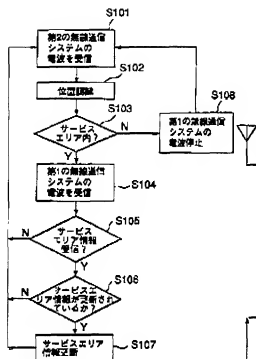 S101
第2の無線通信
システムの
電波を受信
S102
位置認識
S103
サービス
エリア内?
N
Y
S108
第1の無線通信
システムの
電波停止
第1の無線通信
システムの
電波を受信
S104
S105
サービス
エリア情報
受信?
N
Y
S106
サービスエ
リア情報が更新されて
いるか?
N
Y
サービスエリア
情報更新
S107